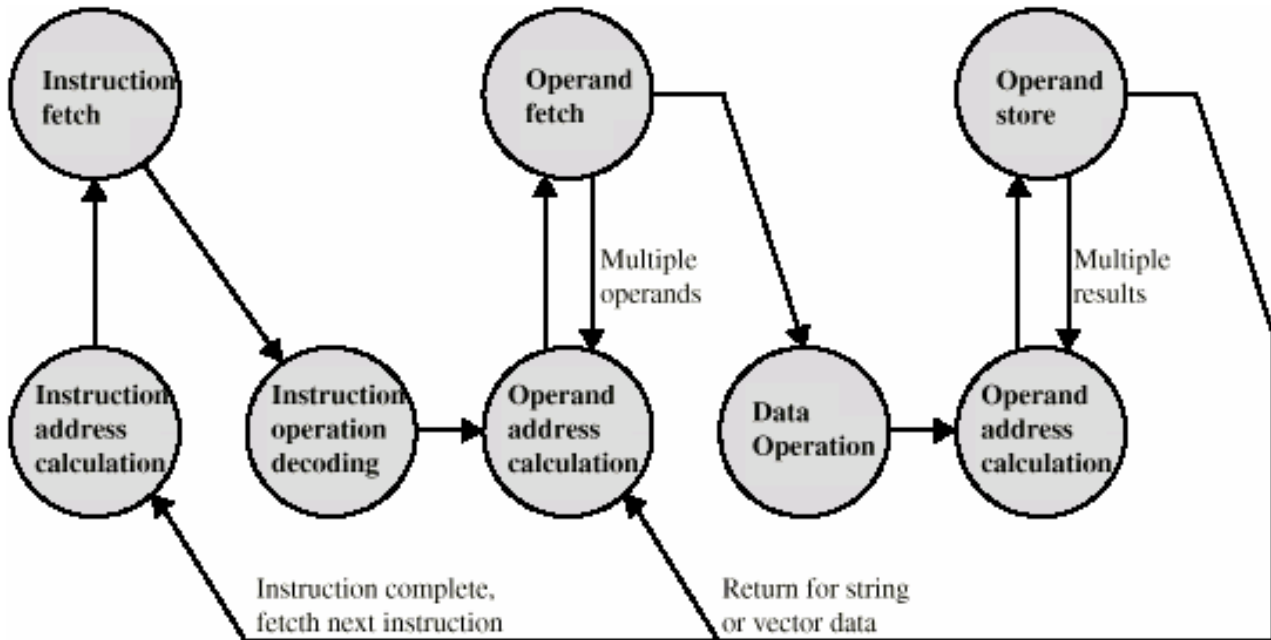 Instruction
fetch
Operand
fetch
Operand
store
Multiple
operands
Multiple
results
Instruction
address
calculation
Instruction
operation
decoding
Operand
address
calculation
Data
Operation
Operand
address
calculation
Instruction complete,
fetcth next instruction
Return for string
or vector data